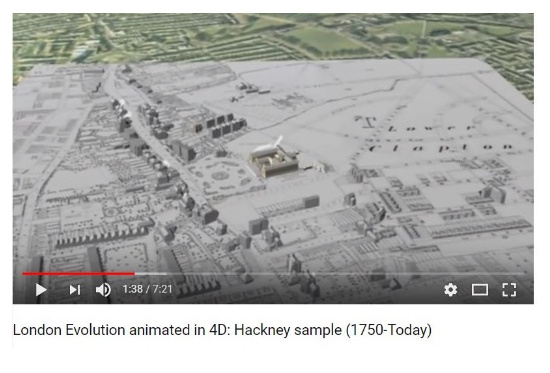 Lower
Clapton
1:38 / 7:21
London Evolution animated in 4D: Hackney sample (1750-Today)